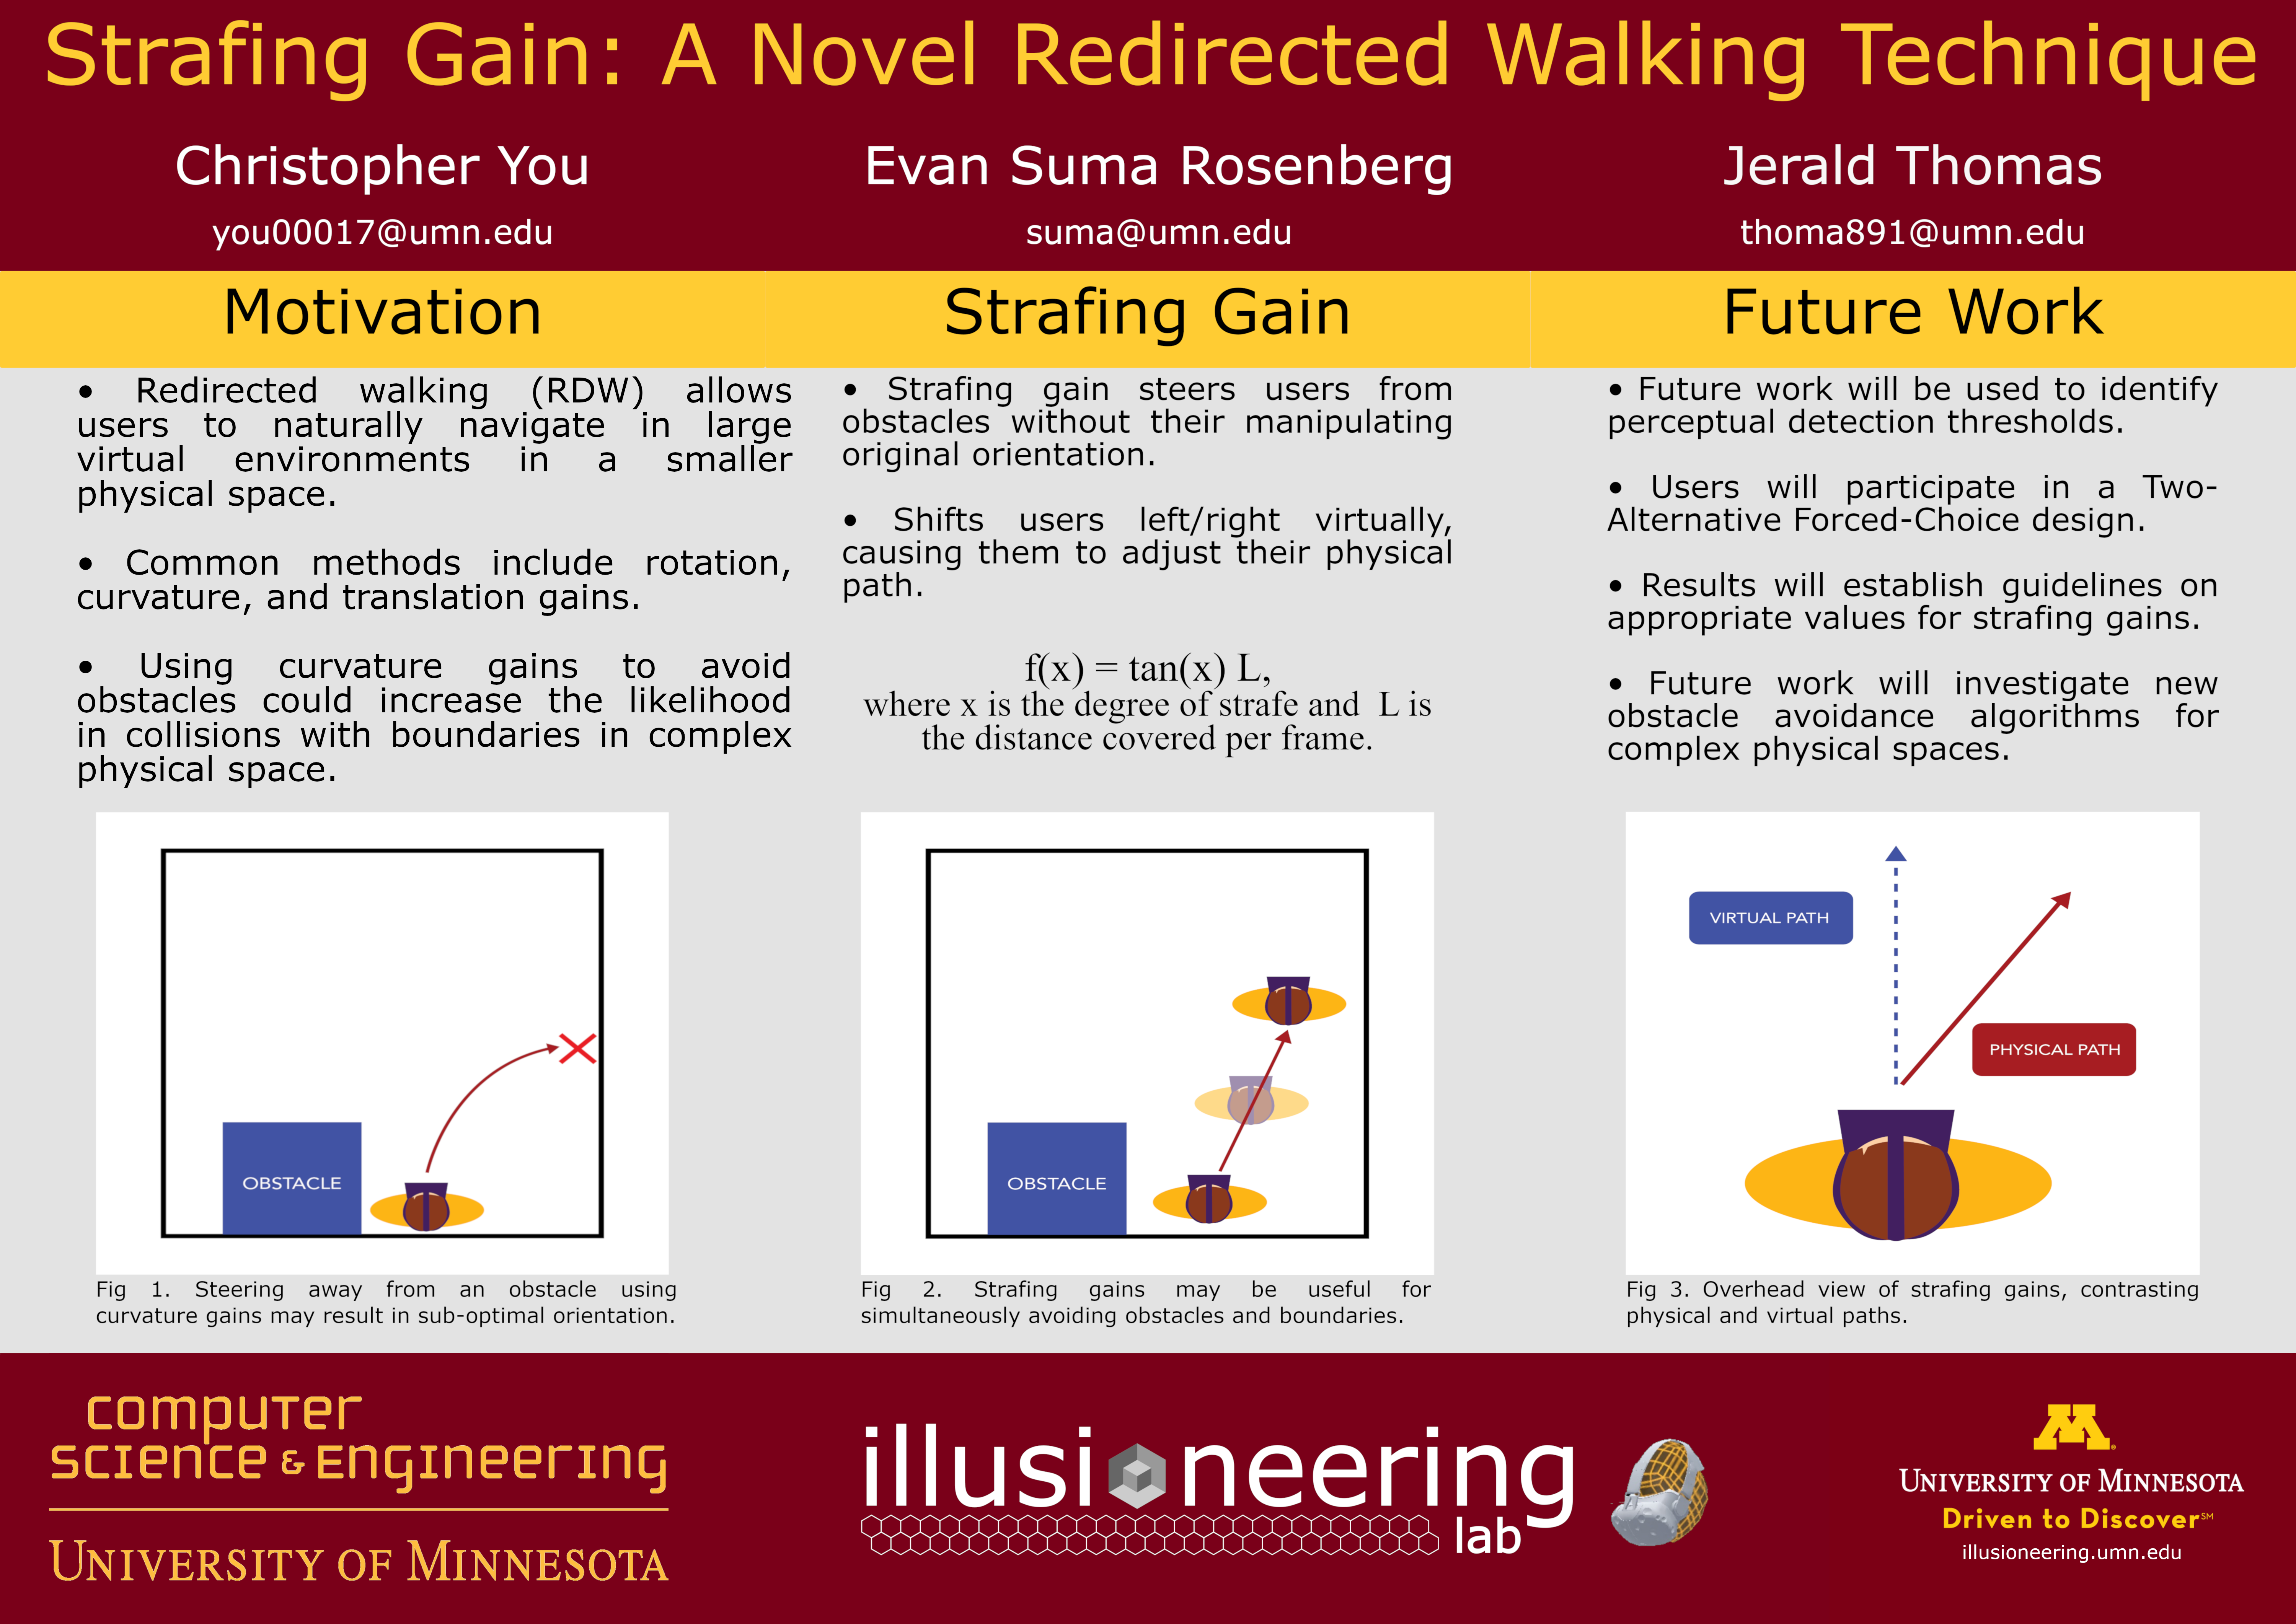 Strafing Gain: A Novel Redirected Walking Technique
Christopher You
you00017@umn.edu
Evan Suma Rosenberg
suma@umn.edu
Jerald Thomas
thoma891@umn.edu
Motivation
• Redirected walking (RDW) allows
users to naturally navigate in large
virtual environments in a smaller
physical space.
• Common methods include rotation,
curvature, and translation gains.
• Using curvature gains to avoid
obstacles could increase the likelihood
in collisions with boundaries in complex
physical space.
OBSTACLE
Fig 1. Steering away from an obstacle using
curvature gains may result in sub-optimal orientation.
Strafing Gain
• Strafing gain steers users from
obstacles without their manipulating
original orientation.
• Shifts users left/right virtually,
causing them to adjust their physical
path.
f(x) = tan(x) L,
where x is the degree of strafe and L is
the distance covered per frame.
OBSTACLE
Fig 2. Strafing gains may be useful for
simultaneously avoiding obstacles and boundaries.
Future Work
• Future work will be used to identify
perceptual detection thresholds.
• Users will participate in a Two-
Alternative Forced-Choice design.
• Results will establish guidelines on
appropriate values for strafing gains.
• Future work will investigate new
obstacle avoidance algorithms for
complex physical spaces.
VIRTUAL PATH
PHYSICAL PATH
Fig 3. Overhead view of strafing gains, contrasting
physical and virtual paths.
computer
science & engineering
UNIVERSITY OF MINNESOTA
illusioneering
lab
M®
UNIVERSITY OF MINNESOTA
Driven to Discover℠
illusioneering.umn.edu